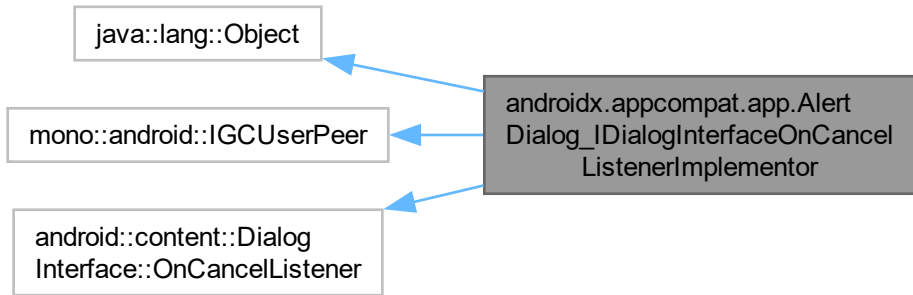 java::lang::Object
mono::android::IGCUserPeer
android::content::Dialog
Interface::OnCancelListener
androidx.appcompat.app.Alert
Dialog_IDialogInterfaceOnCancel
ListenerImplementor